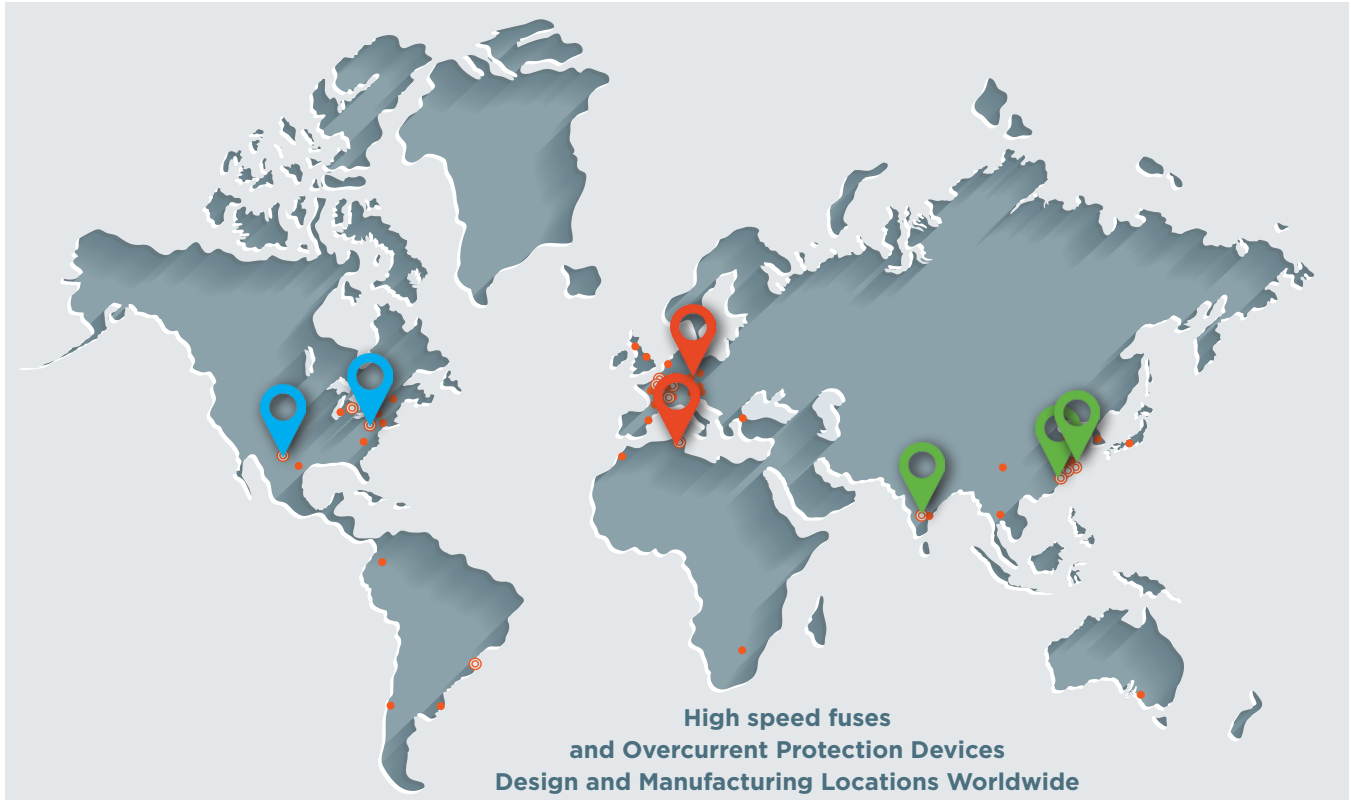 High speed fuses
and Overcurrent Protection Devices
Design and Manufacturing Locations Worldwide